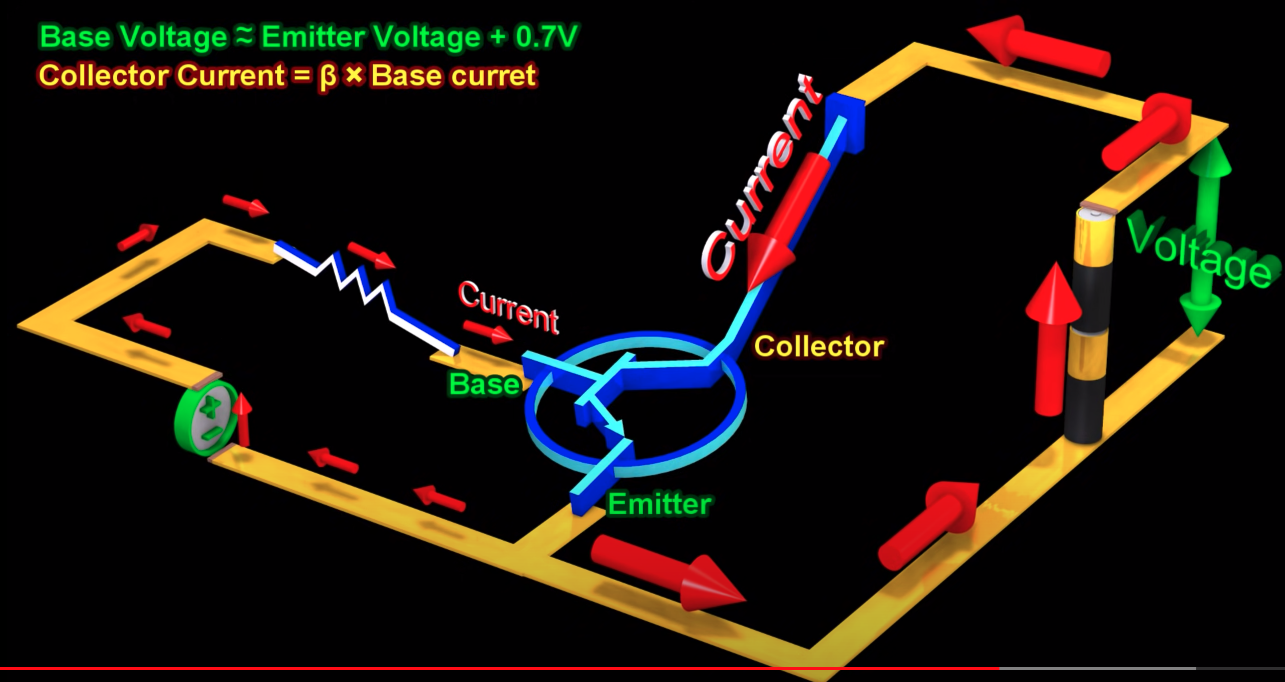 Base Voltage ≈ Emitter Voltage + 0.7V
Collector Current = β × Base curret
Current
Voltage
Current
Collector
Base
Emitter